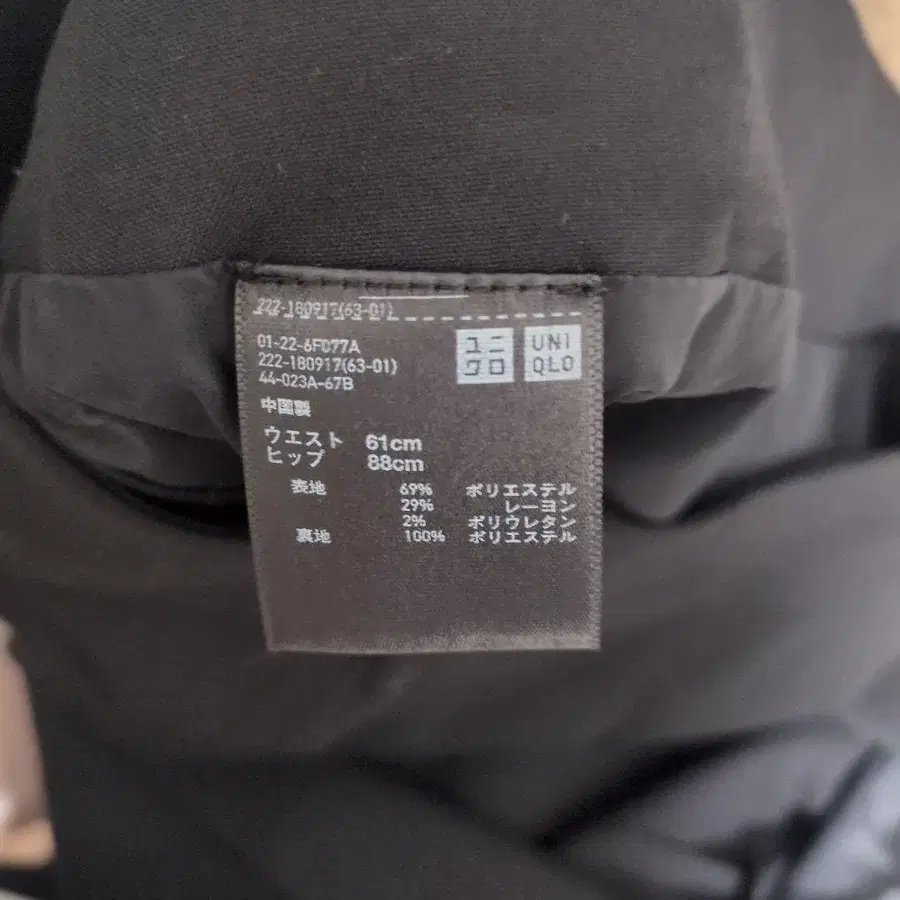 222-180917(63-01)
01-22-6F077A
222-180917(63-01)
44-023A-67B
ユニクロ
UNIQLO
中国製
ウエスト 61cm
ヒップ 88cm
表地 69% ポリエステル
29% レーヨン
2% ポリウレタン
裏地 100% ポリエステル